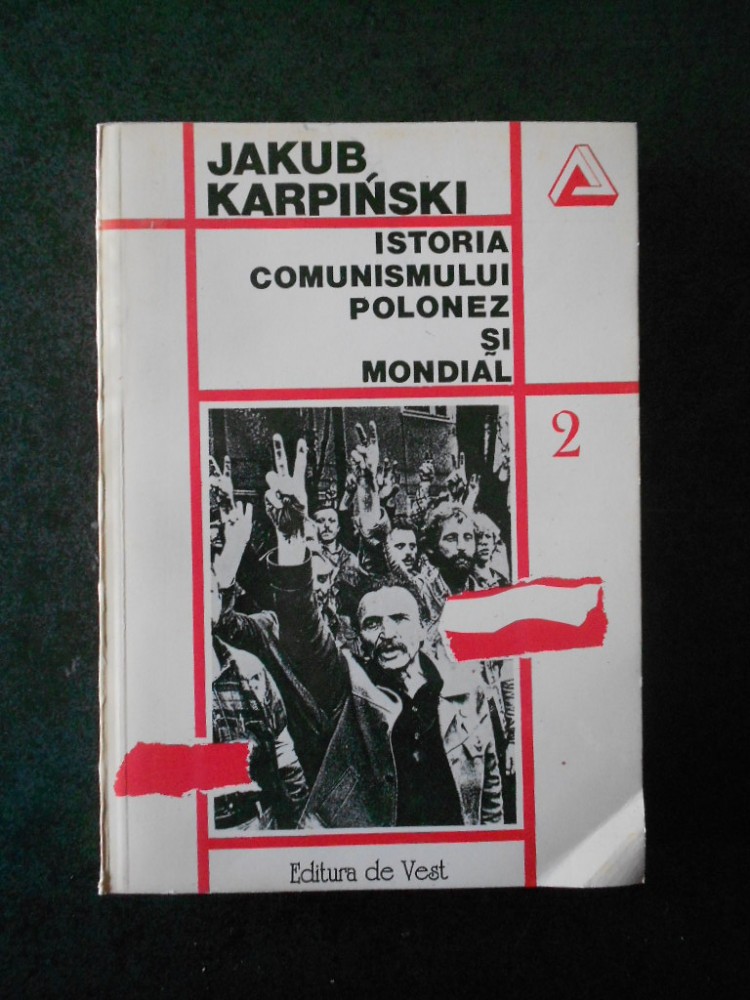 JAKUB
KARPIŃSKI
ISTORIA
COMUNISMULUI
POLONEZ
ȘI
MONDIAL
2
Editura de Vest